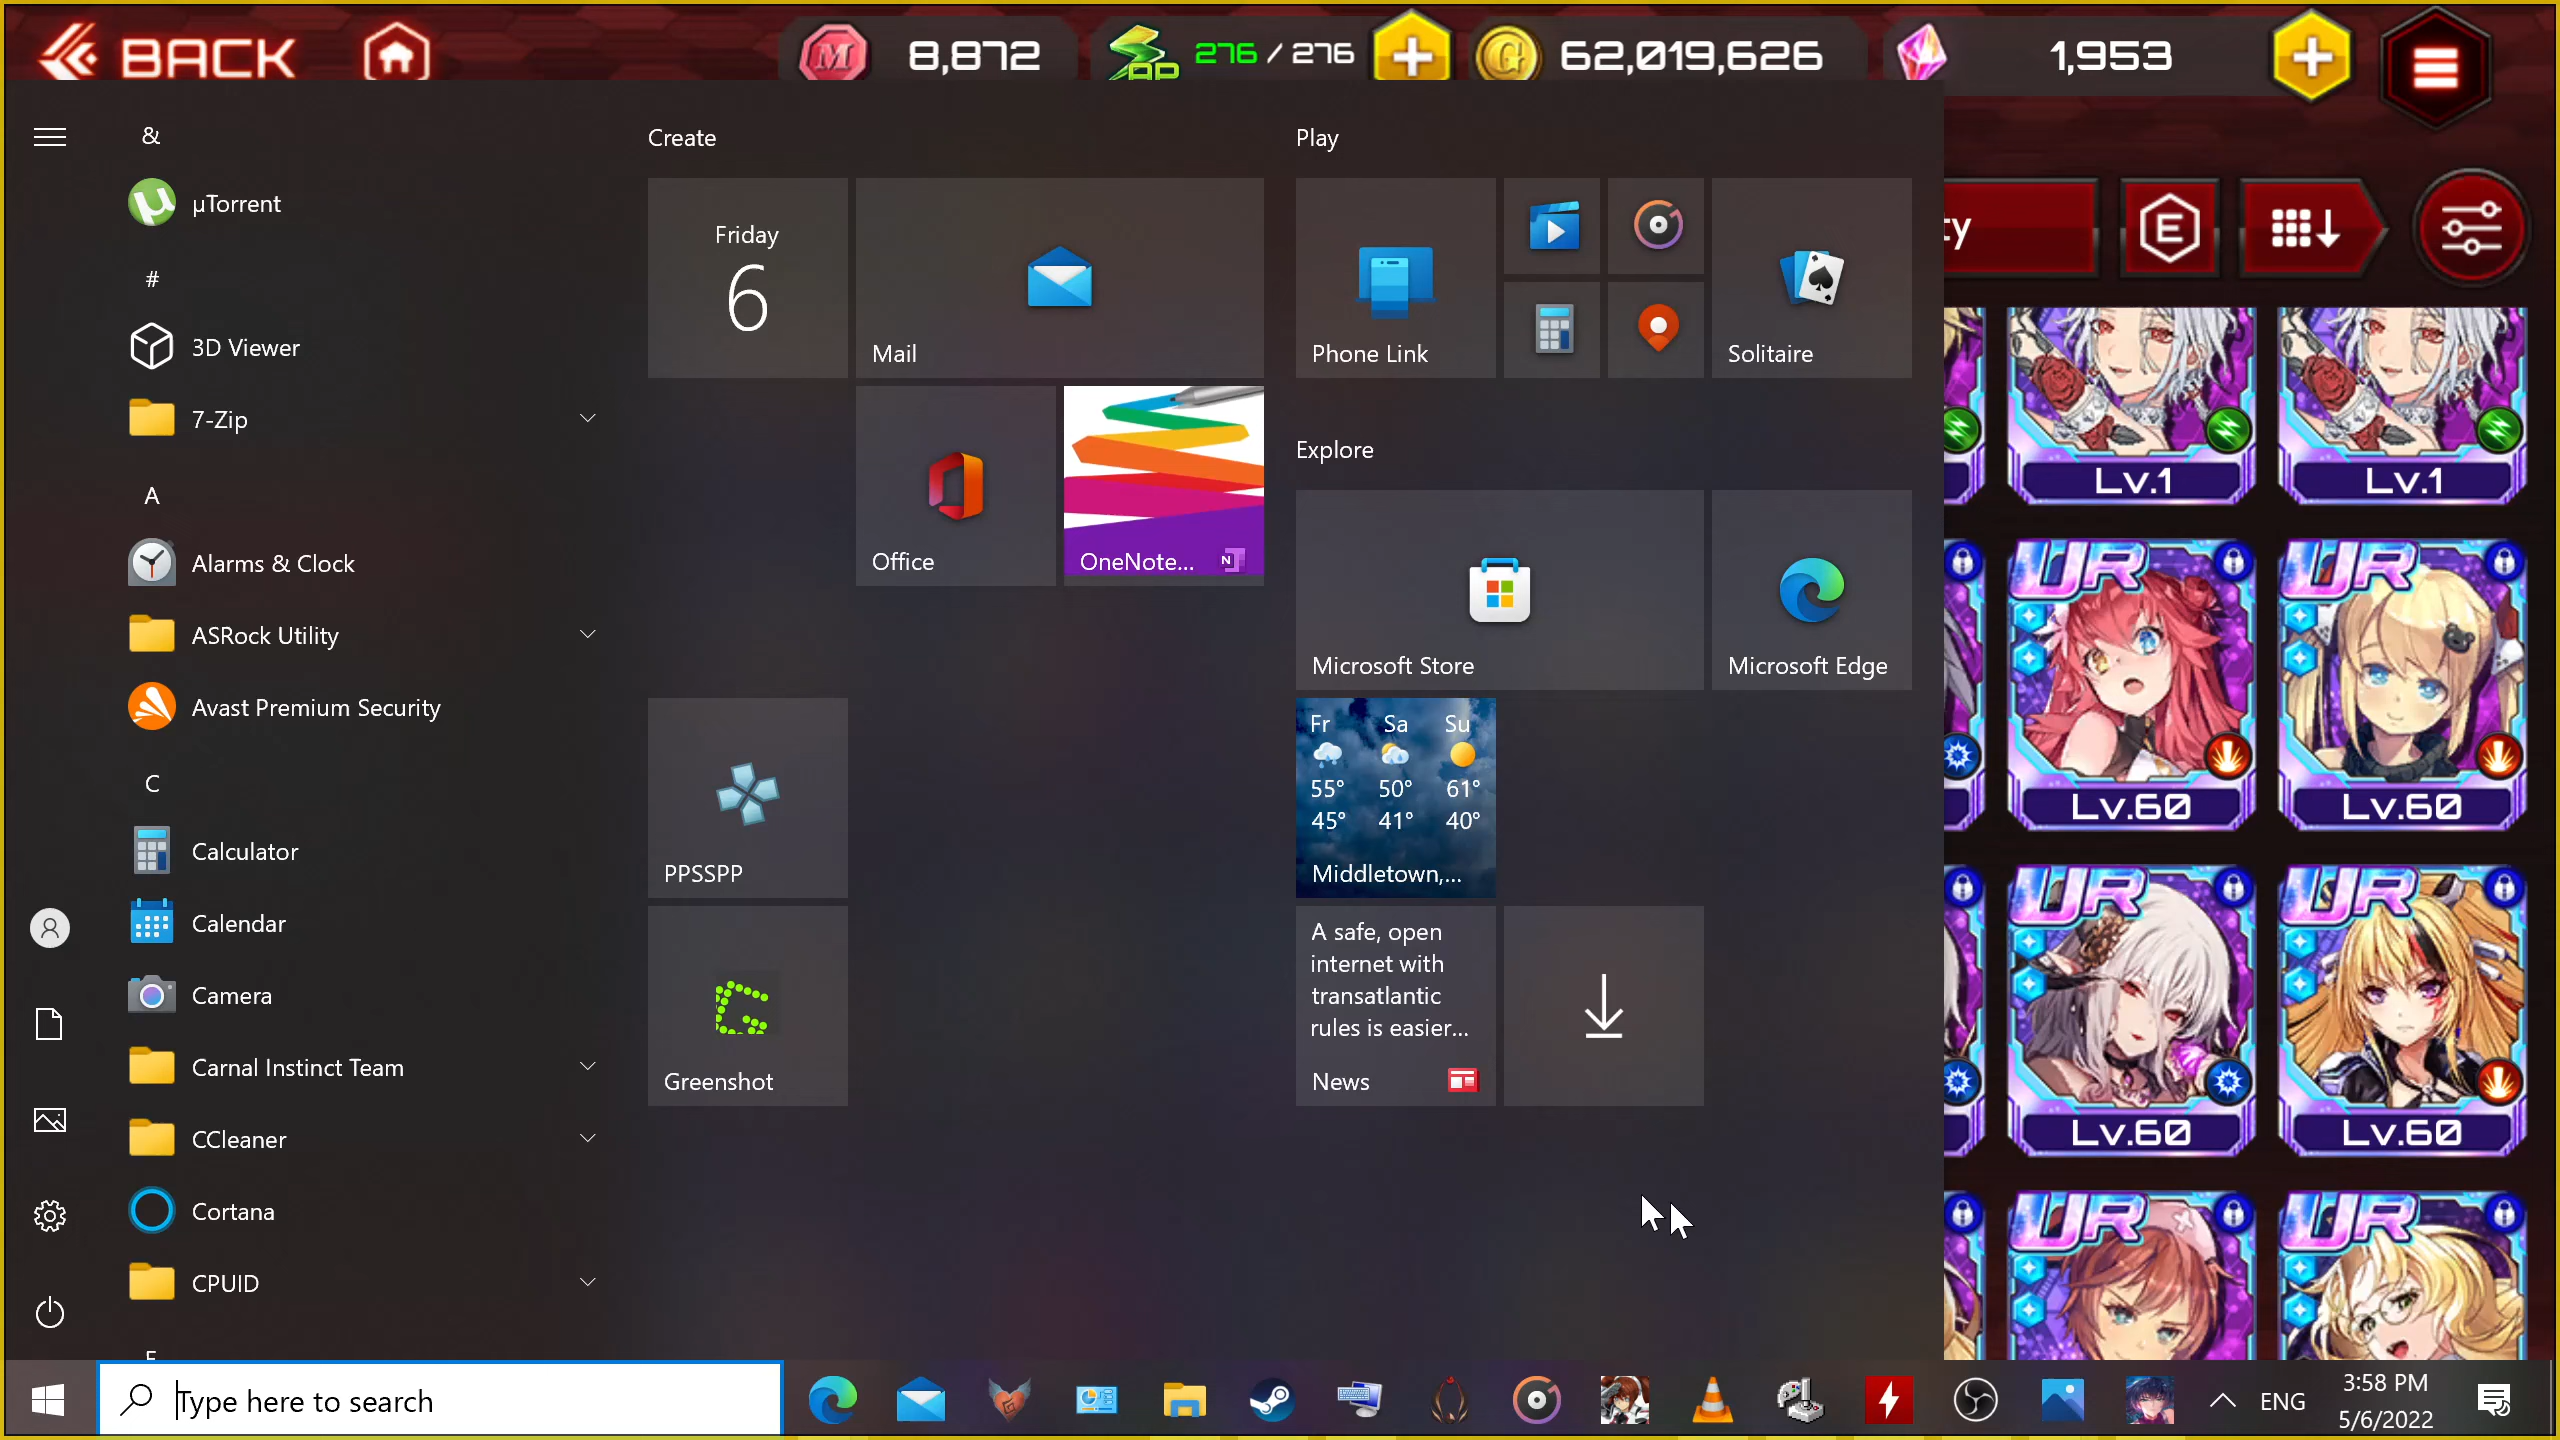 BACK
M
8,872
AP
276 / 276
G
62,019,626
1,953
ty
E
&
µTorrent
#
3D Viewer
7-Zip
A
Alarms & Clock
ASRock Utility
Avast Premium Security
C
Calculator
Calendar
Camera
Carnal Instinct Team
CCleaner
Cortana
CPUID
Create
Friday
6
Mail
Office
OneNote...
N
PPSSPP
Greenshot
Play
Phone Link
Solitaire
Explore
Microsoft Store
Microsoft Edge
Fr Sa Su
55° 50° 61°
45° 41° 40°
Middletown,...
A safe, open
internet with
transatlantic
rules is easier...
News
Lv.1
Lv.1
UR
UR
Lv.60
Lv.60
UR
UR
Lv.60
Lv.60
UR
UR
Type here to search
ENG
3:58 PM
5/6/2022